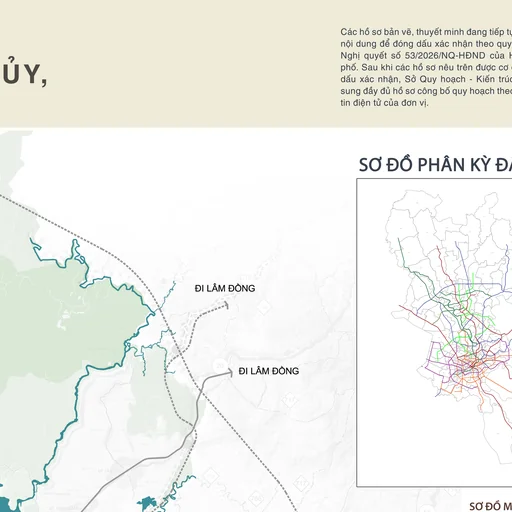 ỦY,
Các hồ sơ bản vẽ, thuyết minh đang tiếp tụ
nội dung để đóng dấu xác nhận theo quy
Nghị quyết số 53/2026/NQ-HĐND của H
phố. Sau khi các hồ sơ nêu trên được cơ
dấu xác nhận, Sở Quy hoạch - Kiến trúc
sung đầy đủ hồ sơ công bố quy hoạch theo
tin điện tử của đơn vị.
SƠ ĐỒ PHÂN KỲ ĐẦ
ĐI LÂM ĐỒNG
ĐI LÂM ĐỒNG
SƠ ĐỒ M